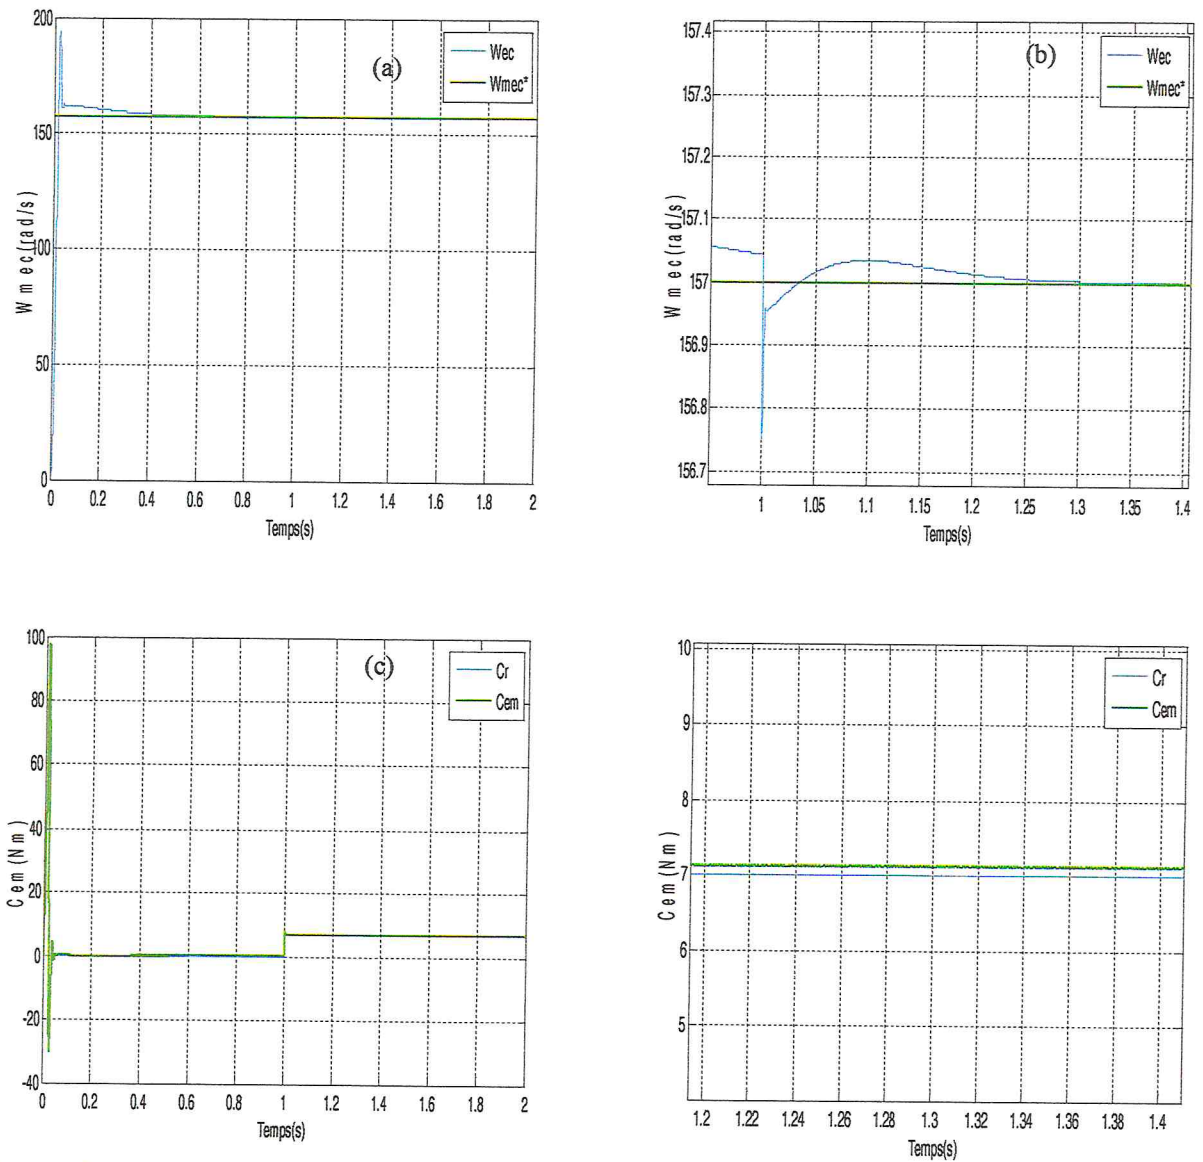 200
150
100
50
0
W m e c (rad/s)
(a)
Wec
Wmec*
0 0.2 0.4 0.6 0.8 1 1.2 1.4 1.6 1.8 2
Temps(s)
157.4
157.3
157.2
157.1
157
156.9
156.8
156.7
W m e c (rad/s)
(b)
Wec
Wmec*
1 1.05 1.1 1.15 1.2 1.25 1.3 1.35 1.4
Temps(s)
100
80
60
40
20
0
-20
-40
C e m (N m)
(c)
Cr
Cem
0 0.2 0.4 0.6 0.8 1 1.2 1.4 1.6 1.8 2
Temps(s)
10
9
8
7
6
5
C e m (N m)
Cr
Cem
1.2 1.22 1.24 1.26 1.28 1.3 1.32 1.34 1.36 1.38 1.4
Temps(s)